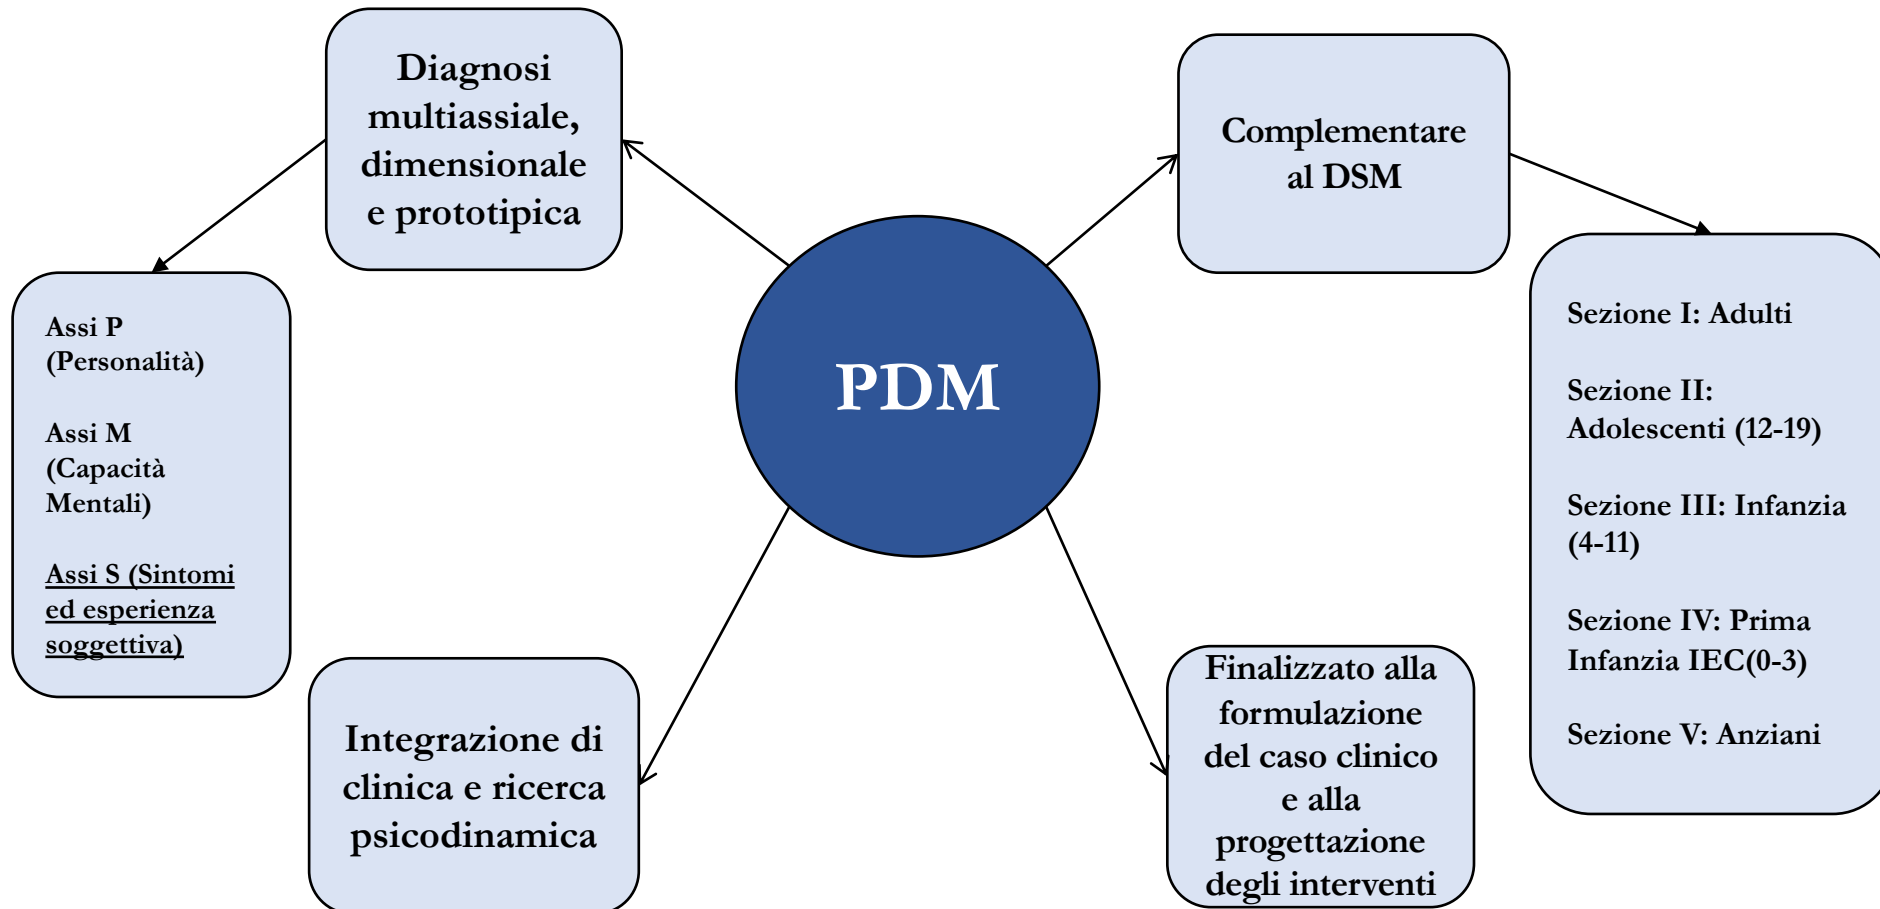 Diagnosi
multiassiale,
dimensionale
e prototipica
Complementare
al DSM
Assi P
(Personalità)
Assi M
(Capacità
Mentali)
Assi S (Sintomi
ed esperienza
soggettiva)
PDM
Sezione I: Adulti
Sezione II:
Adolescenti (12-19)
Sezione III: Infanzia
(4-11)
Sezione IV: Prima
Infanzia IEC(0-3)
Sezione V: Anziani
Integrazione di
clinica e ricerca
psicodinamica
Finalizzato alla
formulazione
del caso clinico
e alla
progettazione
degli interventi